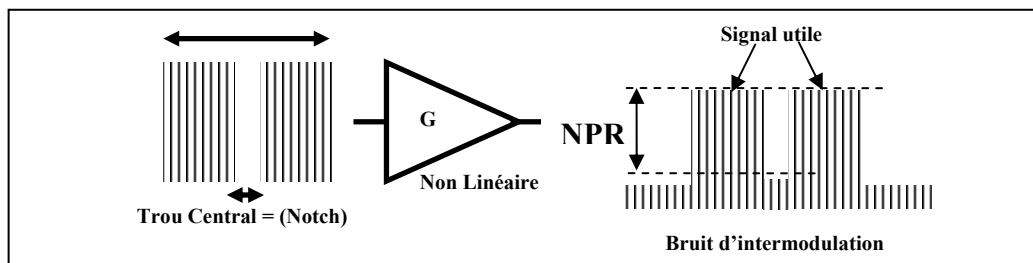 Signal utile
G
NPR
Non Linéaire
Trou Central = (Notch)
Bruit d'intermodulation